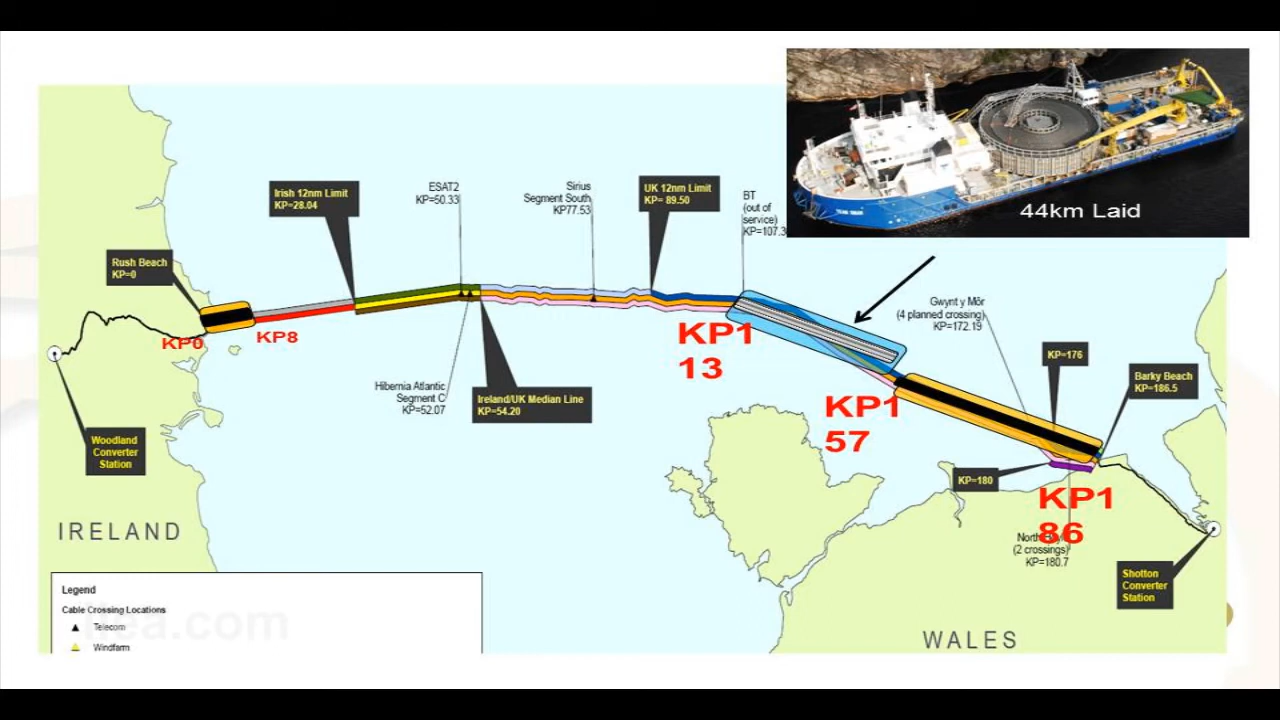 44km Laid
Irish 12nm Limit
KP=28.04
ESAT2
KP=50.33
Sirius
Segment South
KP77.53
UK 12nm Limit
KP= 89.50
BT
(out of
service)
KP=107.3
Rush Beach
KP=0
KP0
KP8
KP1
13
Gwynt y Môr
(4 planned crossing)
KP=172.19
KP=176
Barky Beach
KP=186.5
Hibernia Atlantic
Segment C
KP=52.07
Ireland/UK Median Line
KP=54.20
KP1
57
Woodland
Converter
Station
KP=180
KP1
86
IRELAND
North
(2 crossings)
KP=180.7
Shotton
Converter
Station
WALES
Legend
Cable Crossing Locations
Telecom
Windfarm